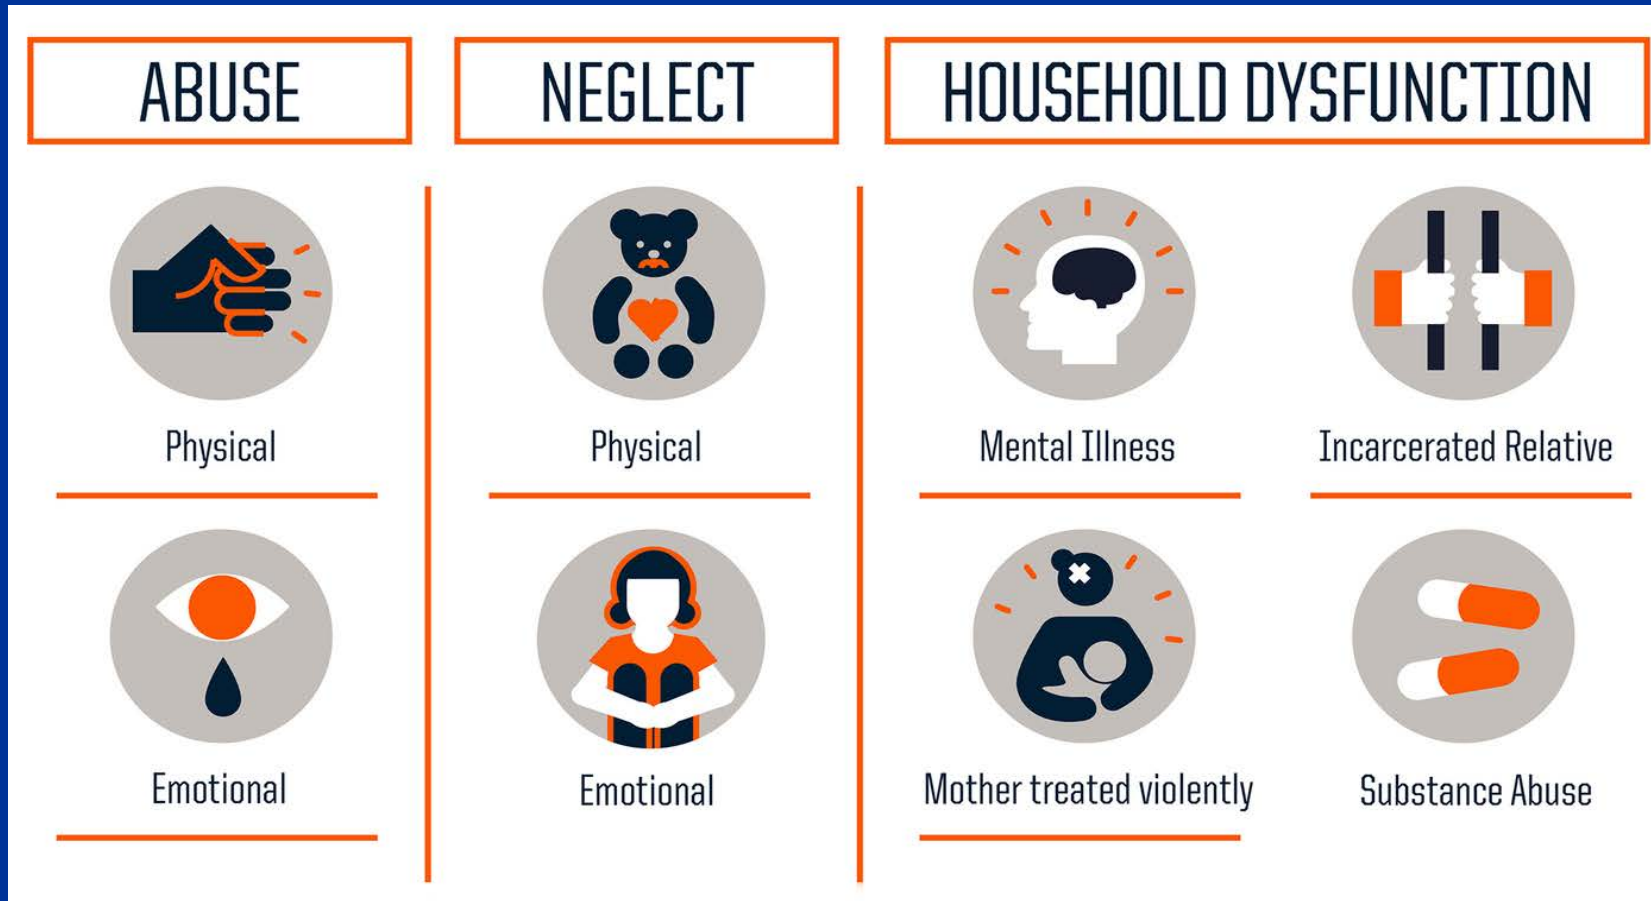 ABUSE
NEGLECT
HOUSEHOLD DYSFUNCTION
Physical
Physical
Mental Illness
Incarcerated Relative
Emotional
Emotional
Mother treated violently
Substance Abuse